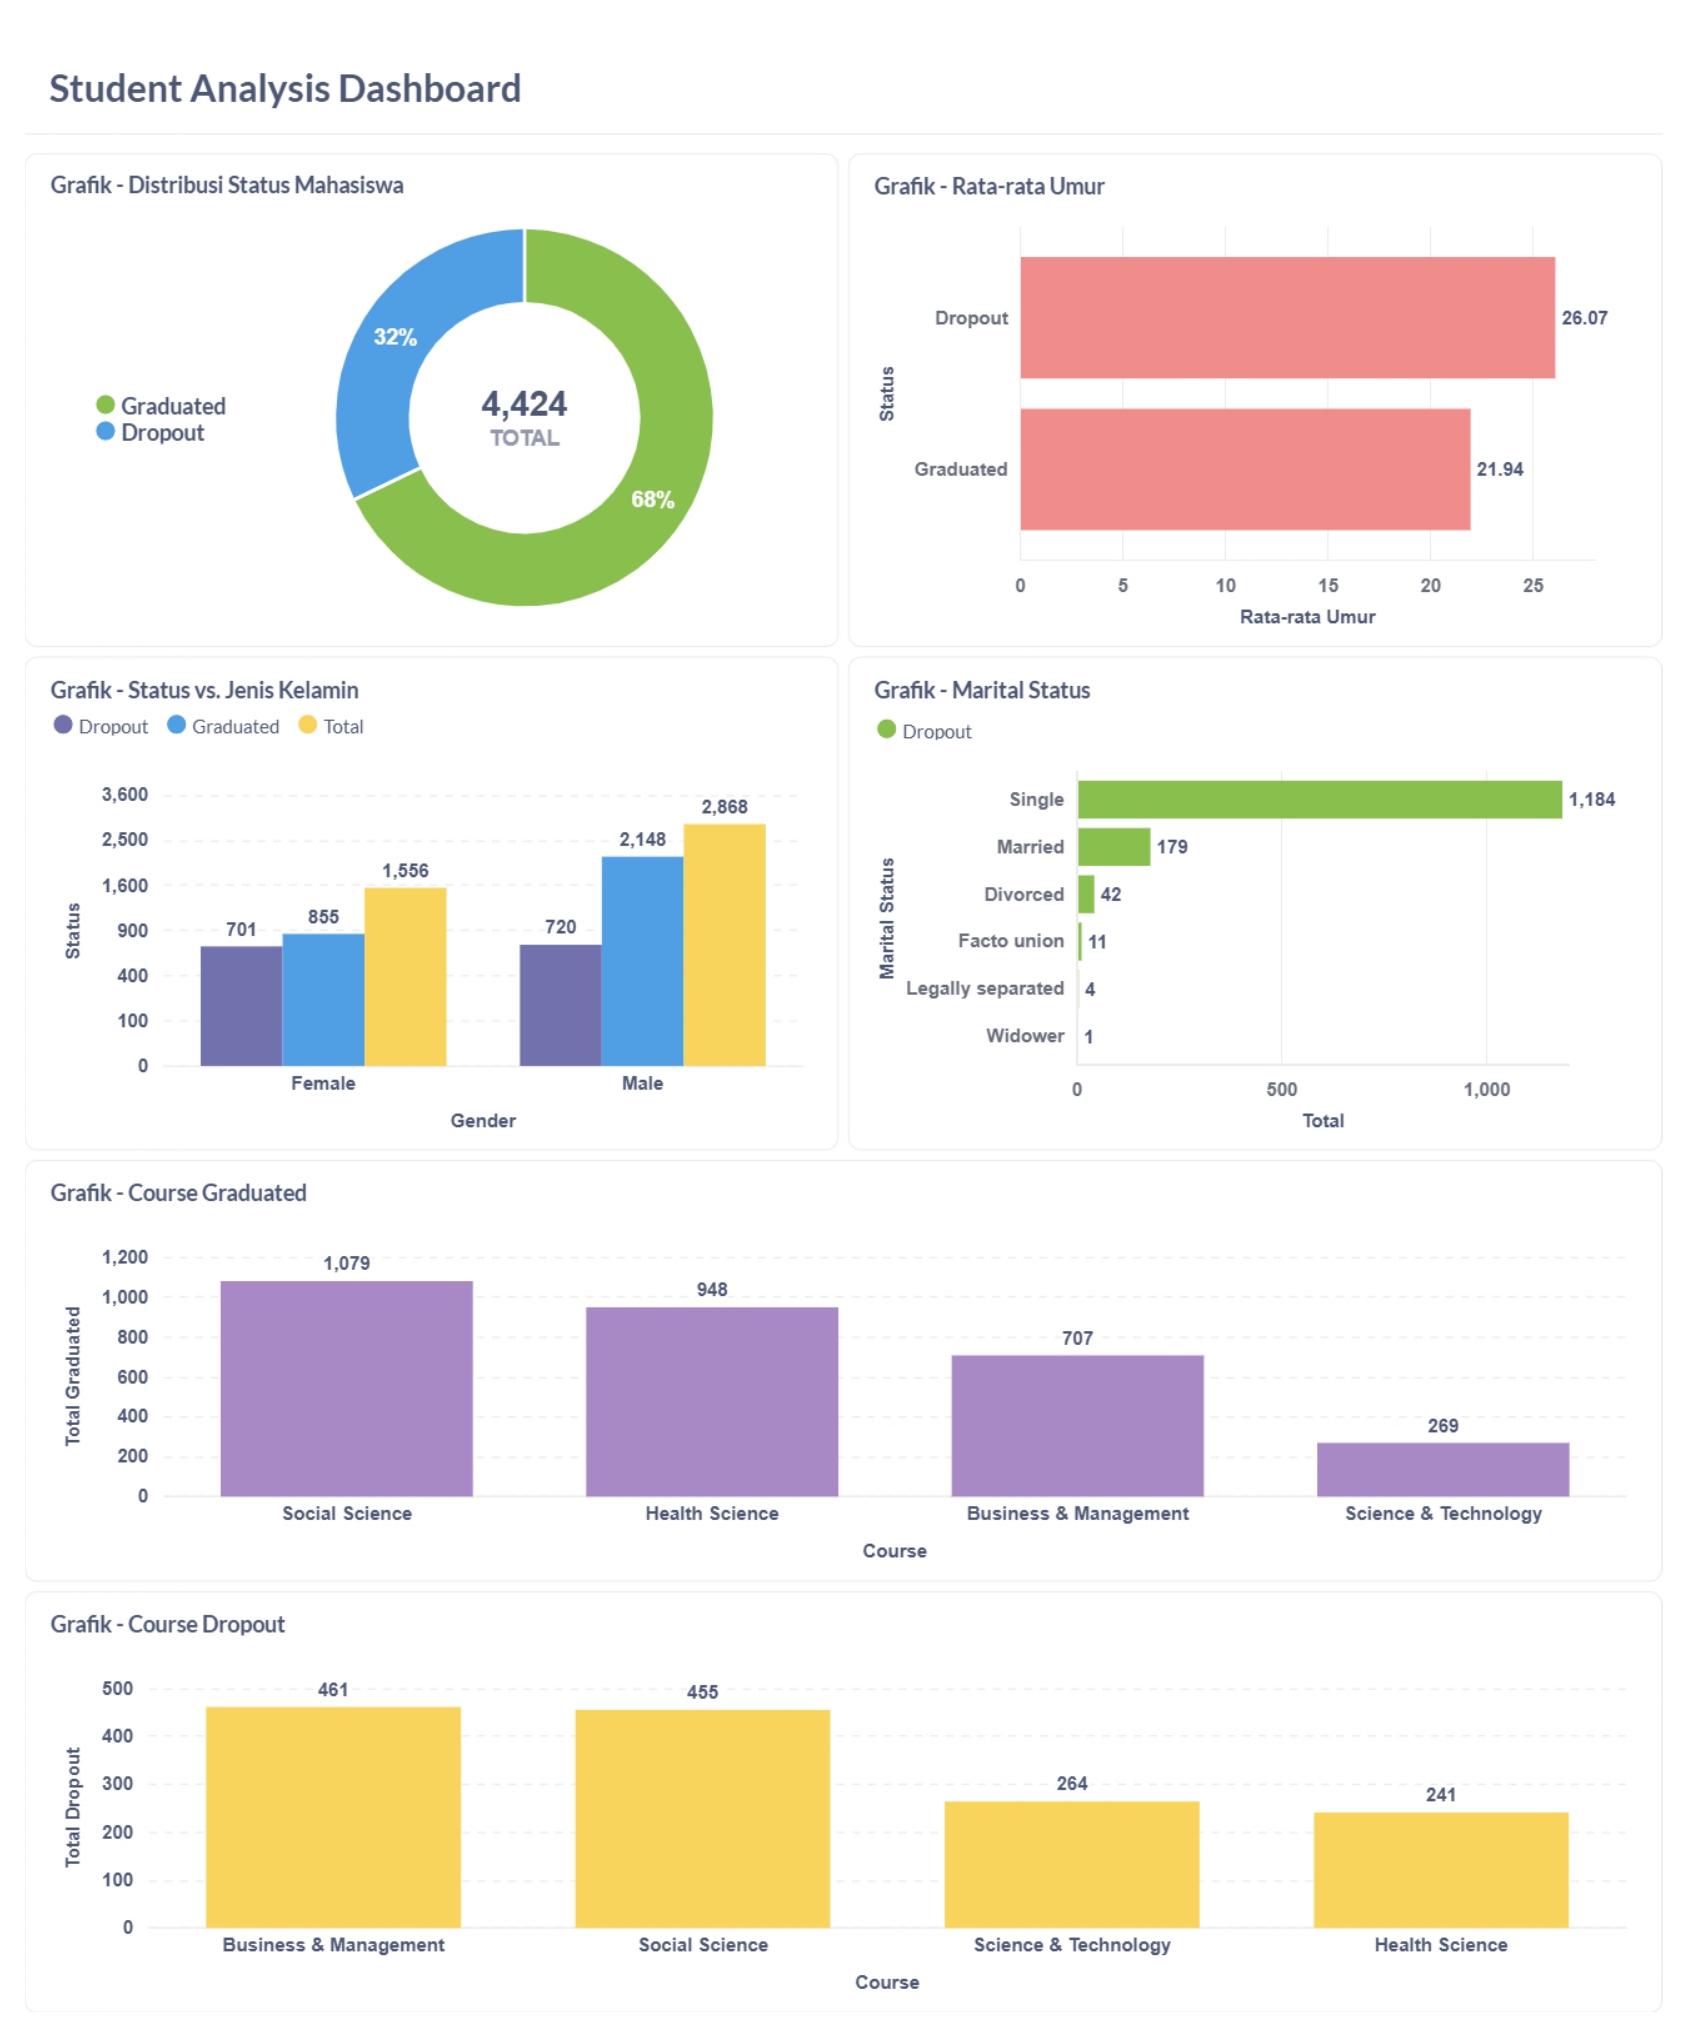 Student Analysis Dashboard
Grafik - Distribusi Status Mahasiswa
Graduated
Dropout
32%
68%
4,424
TOTAL
Grafik - Rata-rata Umur
Status
Dropout
26.07
Graduated
21.94
0 5 10 15 20 25
Rata-rata Umur
Grafik - Status vs. Jenis Kelamin
Dropout Graduated Total
Status
3,600
2,500
1,600
900
400
100
0
701
855
1,556
720
2,148
2,868
Female Male
Gender
Grafik - Marital Status
Dropout
Marital Status
Single 1,184
Married 179
Divorced 42
Facto union 11
Legally separated 4
Widower 1
0 500 1,000
Total
Grafik - Course Graduated
Total Graduated
1,200
1,000
800
600
400
200
0
1,079
948
707
269
Social Science Health Science Business & Management Science & Technology
Course
Grafik - Course Dropout
Total Dropout
500
400
300
200
100
0
461
455
264
241
Business & Management Social Science Science & Technology Health Science
Course